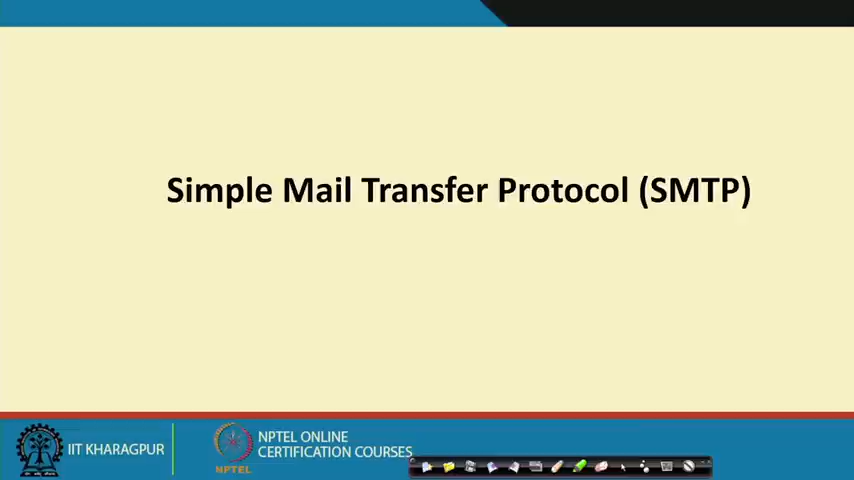 Simple Mail Transfer Protocol (SMTP)
IIT KHARAGPUR
NPTEL
NPTEL ONLINE
CERTIFICATION COURSES